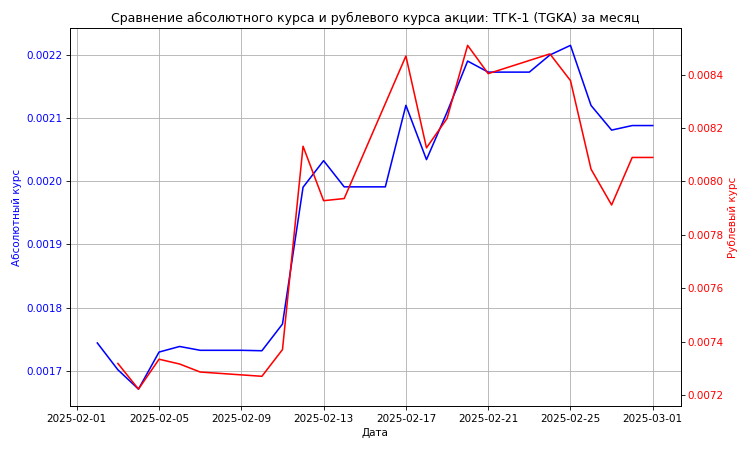 Сравнение абсолютного курса и рублевого курса акции: ТГК-1 (TGKA) за месяц
0.0022
0.0021
0.0020
0.0019
0.0018
0.0017
Абсолютный курс
0.0084
0.0082
0.0080
0.0078
0.0076
0.0074
0.0072
Рублевый курс
2025-02-01 2025-02-05 2025-02-09 2025-02-13 2025-02-17 2025-02-21 2025-02-25 2025-03-01
Дата